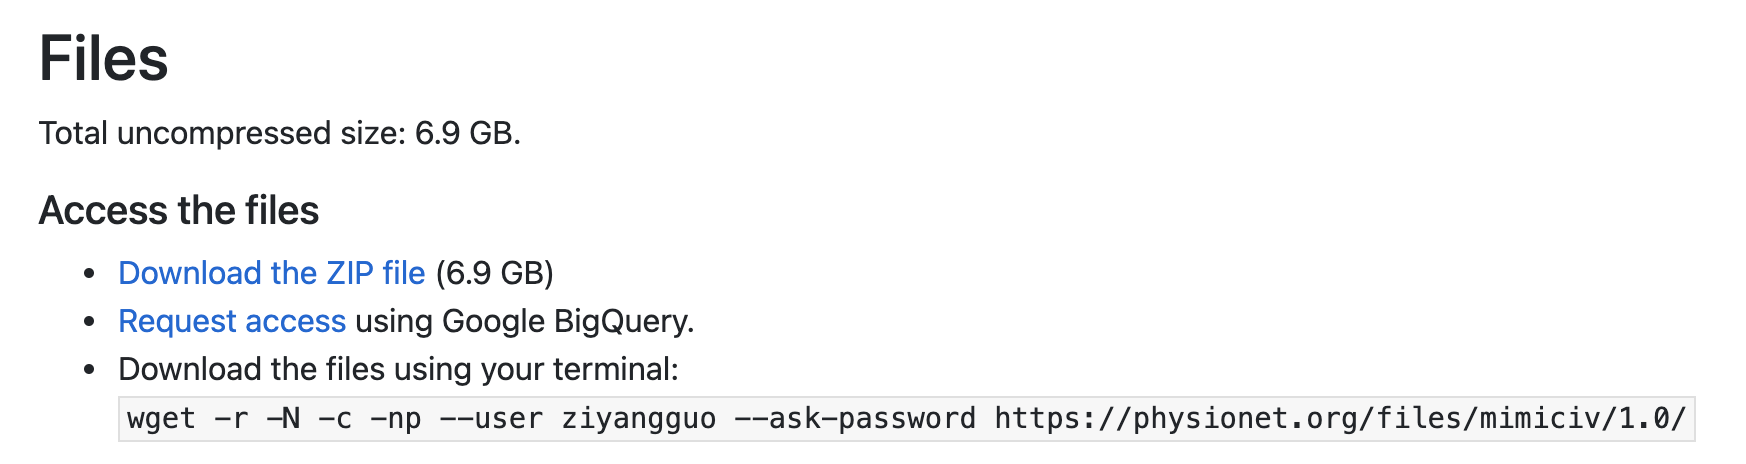 Files
Total uncompressed size: 6.9 GB.
Access the files
• Download the ZIP file (6.9 GB)
• Request access using Google BigQuery.
• Download the files using your terminal:
wget -r -N -c -np --user ziyangguo --ask-password https://physionet.org/files/mimiciv/1.0/